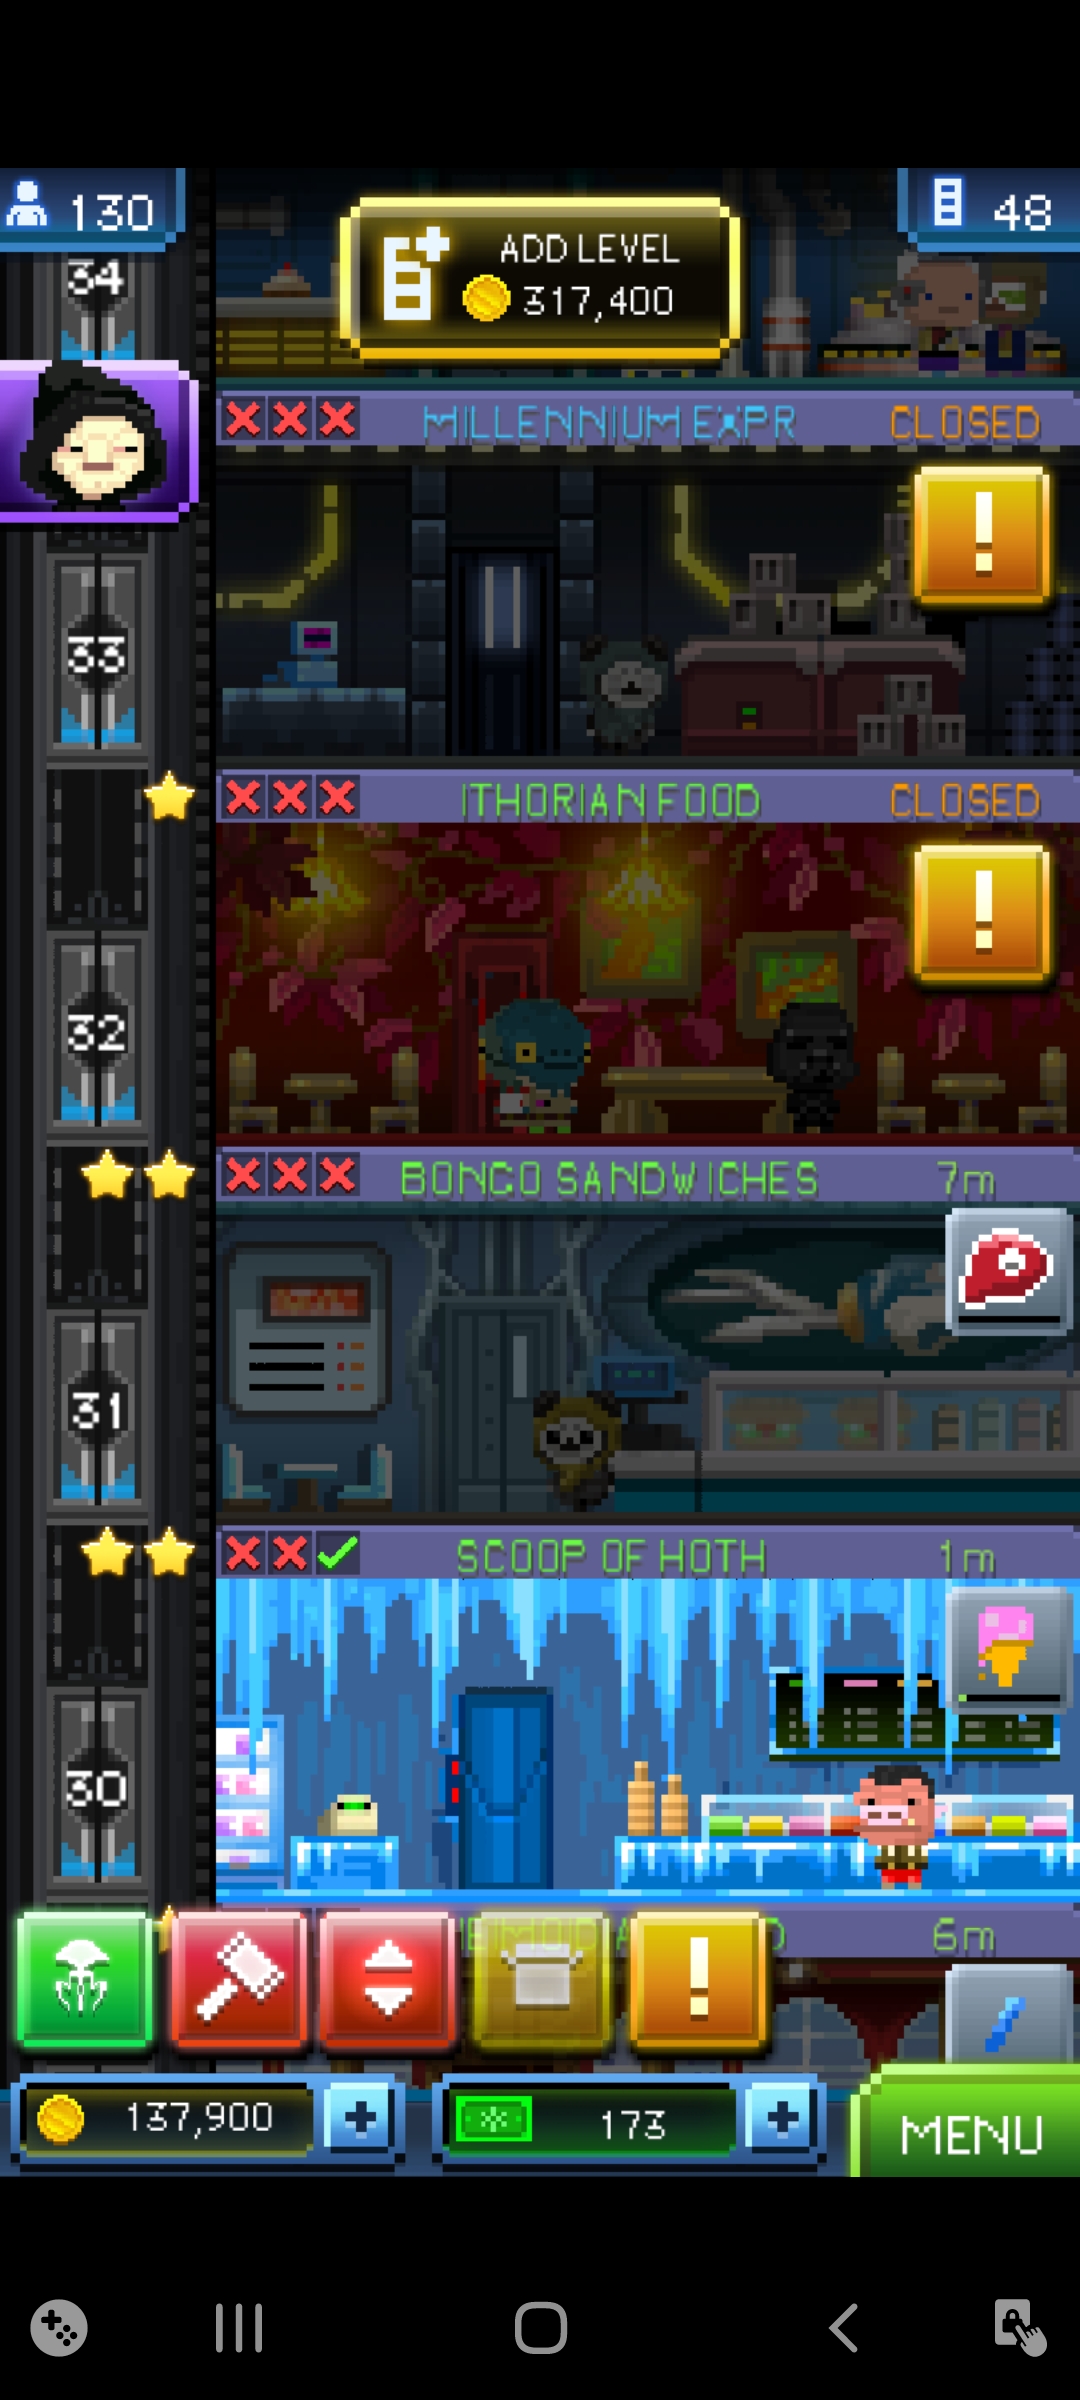 130
48
ADD LEVEL
317,400
34
MILLENNIUM EXPR CLOSED
33
ITHORIAN FOOD CLOSED
32
BONGO SANDWICHES 7m
31
SCOOP OF HOTH 1m
30
6m
137,900
173
MENU